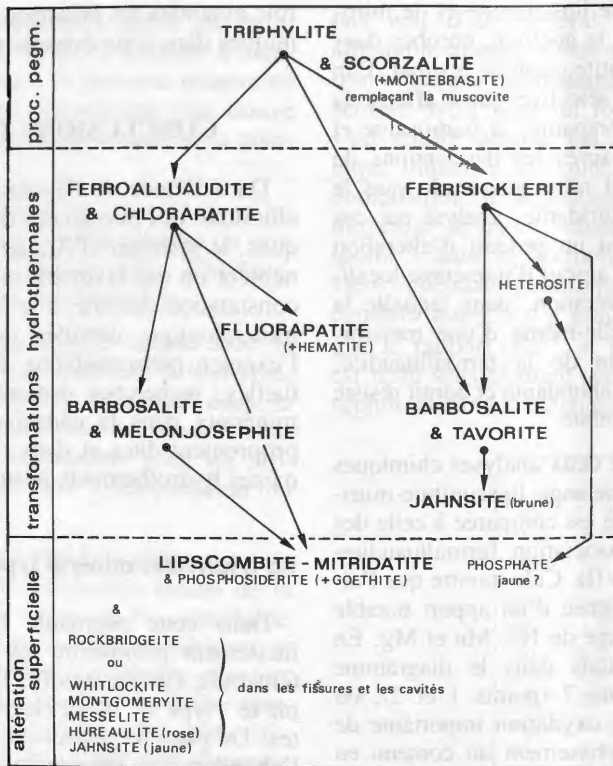 proc. pegm.
TRIPHYLITE
& SCORZALITE
(+MONTEBRASITE)
remplaçant la muscovite
transformations hydrothermales
FERROALUAUDITE
& CHLORAPATITE
FERRISICKLERITE
HETEROSITE
FLUORAPATITE
(+HEMATITE)
BARBOSALITE
& MELONJOSEPHITE
BARBOSALITE
& TAVORITE
JAHNSITE (brune)
altération superficielle
LIPSCOMBITE - MITRIDATITE
& PHOSPHOSIDÉRITE (+GOETHITE)
PHOSPHATE
jaune ?
&
ROCKBRIDGEITE
ou
WHITLOCKITE
MONTGOMERYITE
MESSELITE
HUREAULITE (rose)
JAHNSITE (jaune)
dans les fissures et les cavités